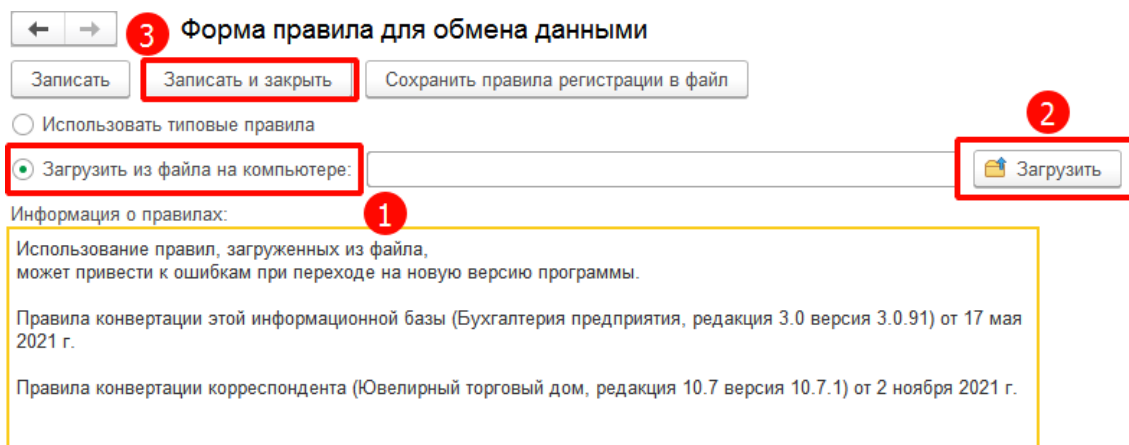 3
Форма правила для обмена данными
Записать
Записать и закрыть
Сохранить правила регистрации в файл
Использовать типовые правила
2
Загрузить из файла на компьютере:
Загрузить
Информация о правилах:
1
Использование правил, загруженных из файла,
может привести к ошибкам при переходе на новую версию программы.
Правила конвертации этой информационной базы (Бухгалтерия предприятия, редакция 3.0 версия 3.0.91) от 17 мая
2021 г.
Правила конвертации корреспондента (Ювелирный торговый дом, редакция 10.7 версия 10.7.1) от 2 ноября 2021 г.